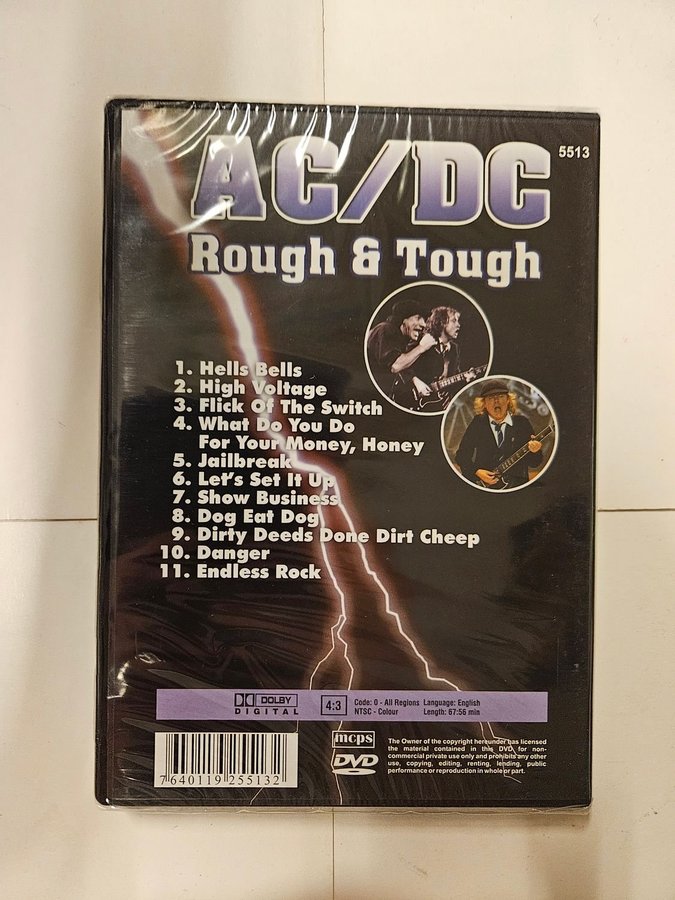 AC/DC
5513
Rough & Tough
1. Hells Bells
2. High Voltage
3. Flick Of The Switch
4. What Do You Do
For Your Money, Honey
5. Jailbreak
6. Let's Set It Up
7. Show Business
8. Dog Eat Dog
9. Dirty Deeds Done Dirt Cheep
10. Danger
11. Endless Rock
DOLBY
DIGITAL
4:3
Code: 0 - All Regions Language: English
NTSC - Colour Length: 67:56 min
mcps
DVD
The Owner of the copyright hereunder has licensed
the material contained in this DVD for non-
commercial private use only and prohibits any other
use, copying, editing, renting, lending, public
performance or reproduction in whole or part.
7 640119 255132